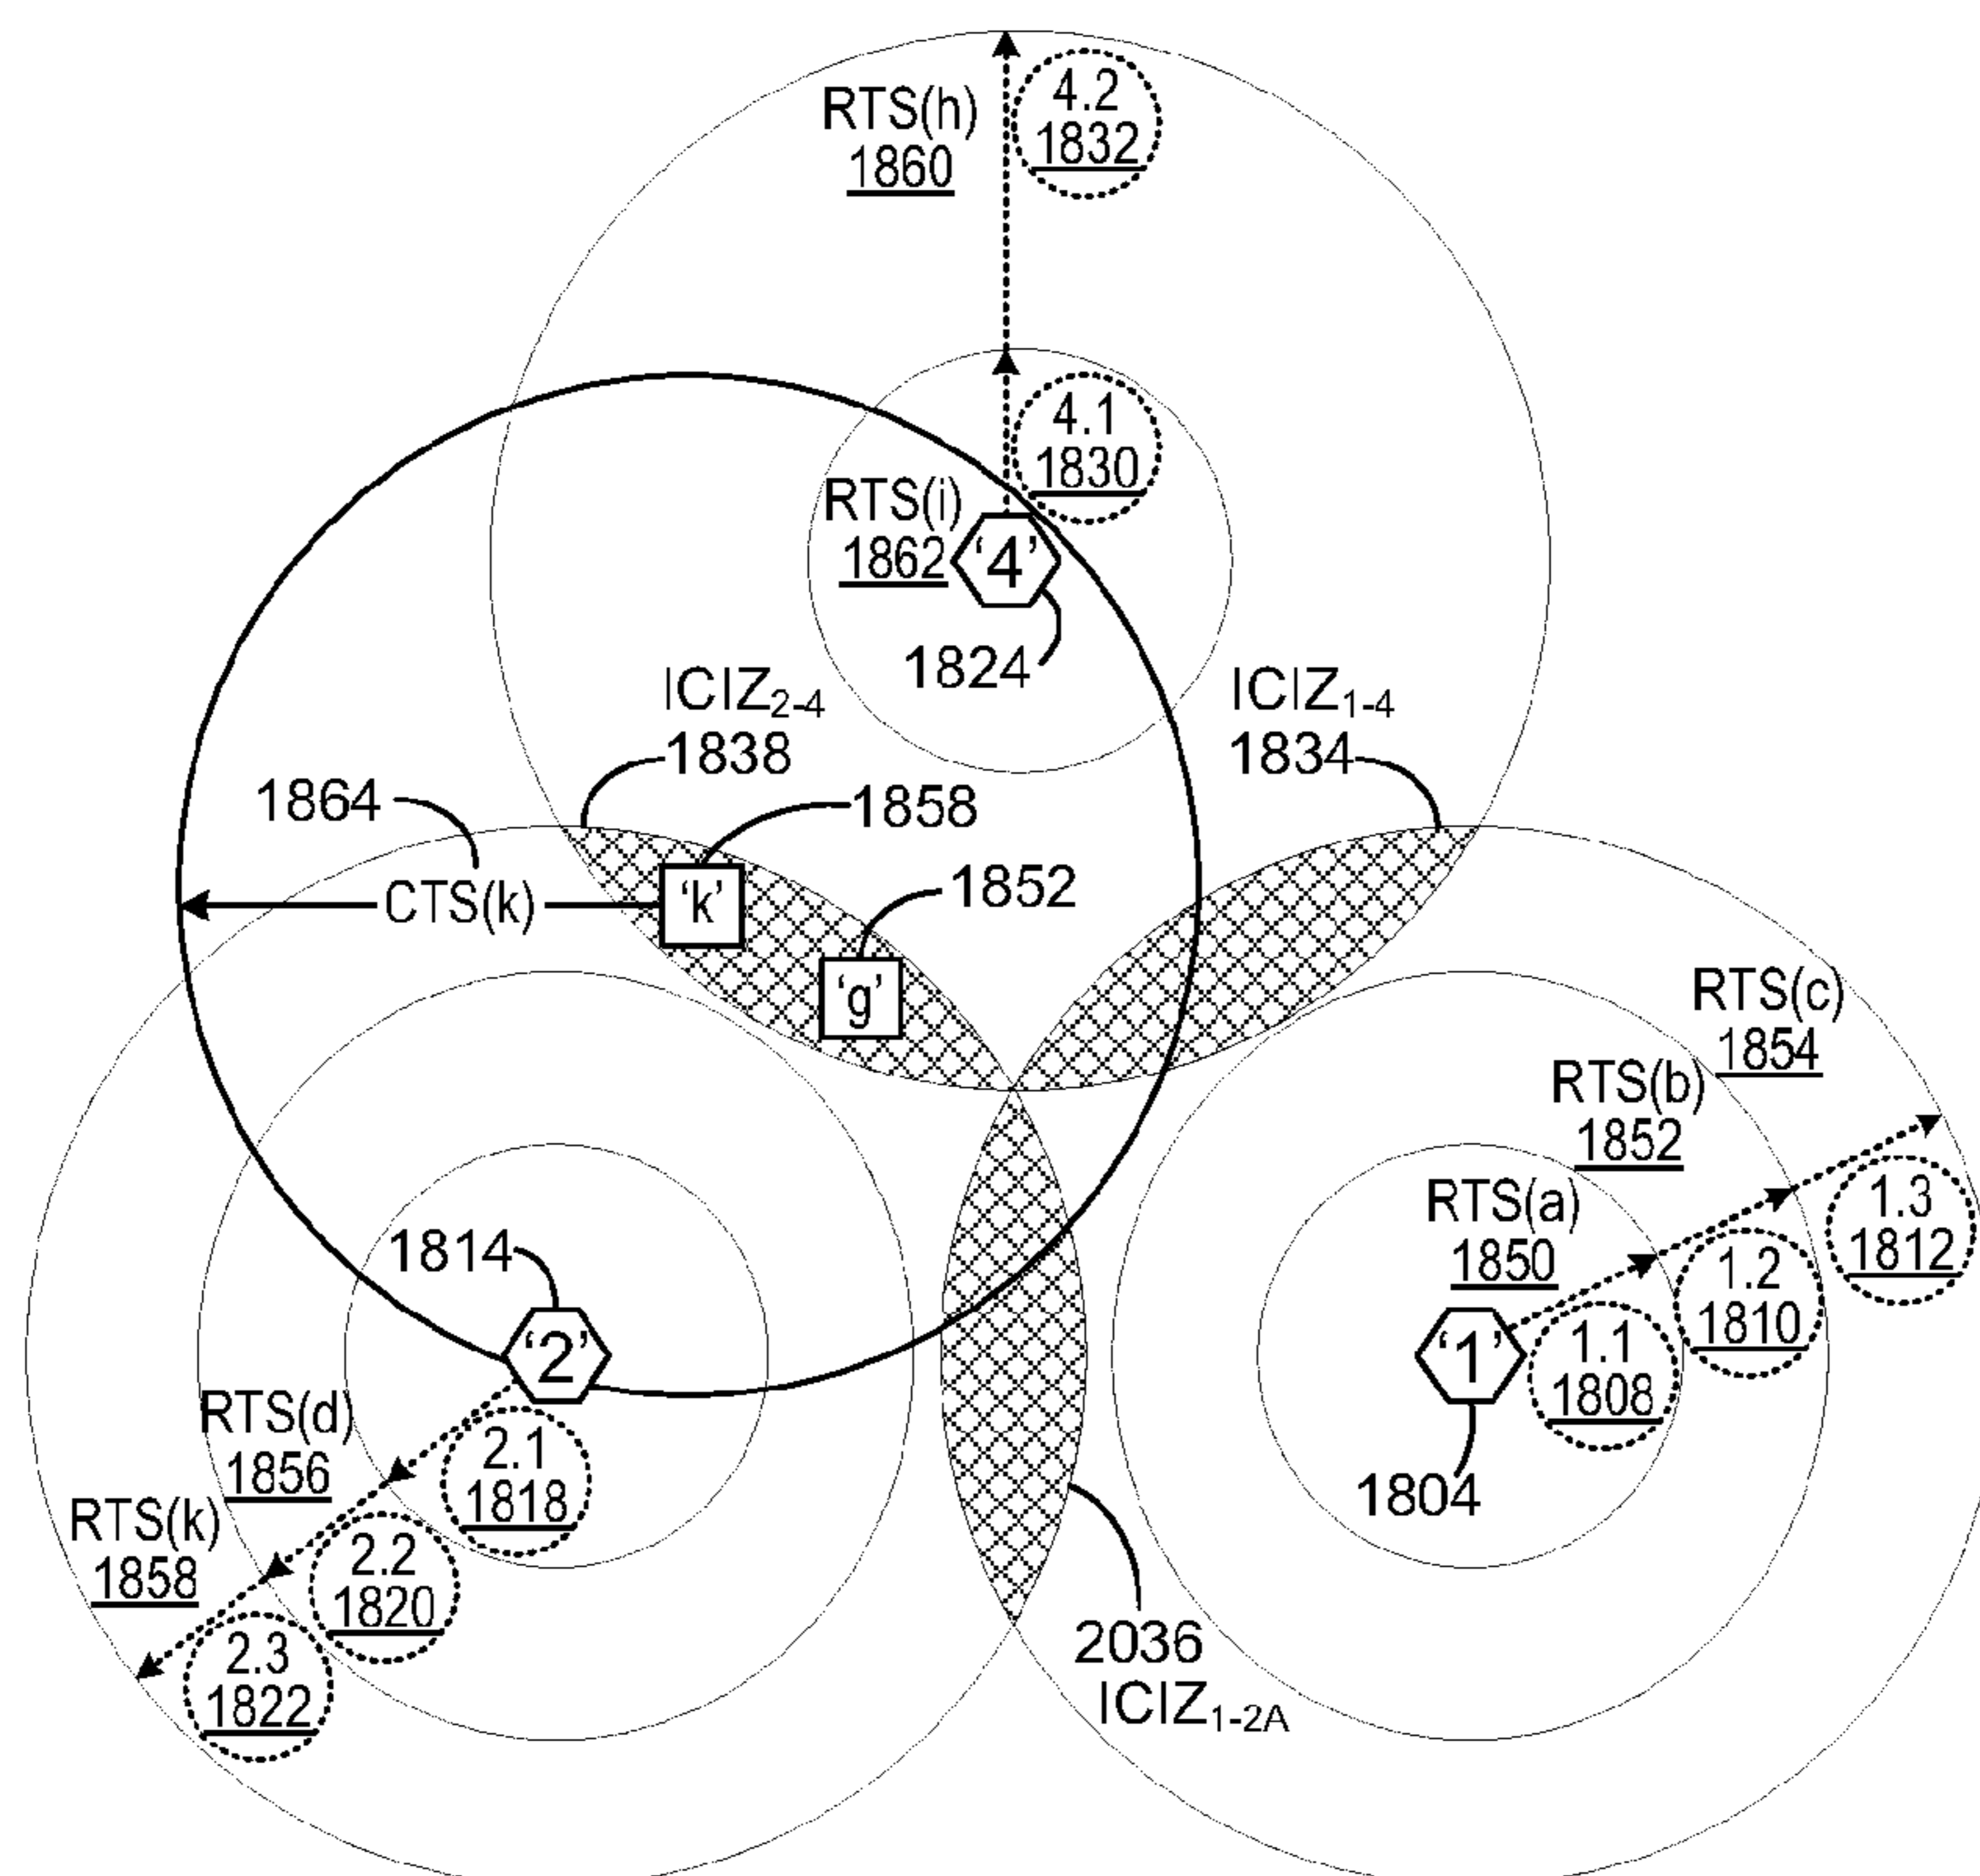 RTS(h)
1860
4.2
1832
4.1
1830
RTS(i)
1862
‘4’
1824
ICIZ2-4
1838
ICIZ1-4
1834
1864
1858
1852
CTS(k)
‘k’
‘g’
RTS(c)
1854
RTS(b)
1852
RTS(a)
1850
1.3
1812
1.2
1810
1.1
1808
‘1’
1804
1814
‘2’
RTS(d)
1856
2.1
1818
RTS(k)
1858
2.2
1820
2.3
1822
2036
ICIZ1-2A